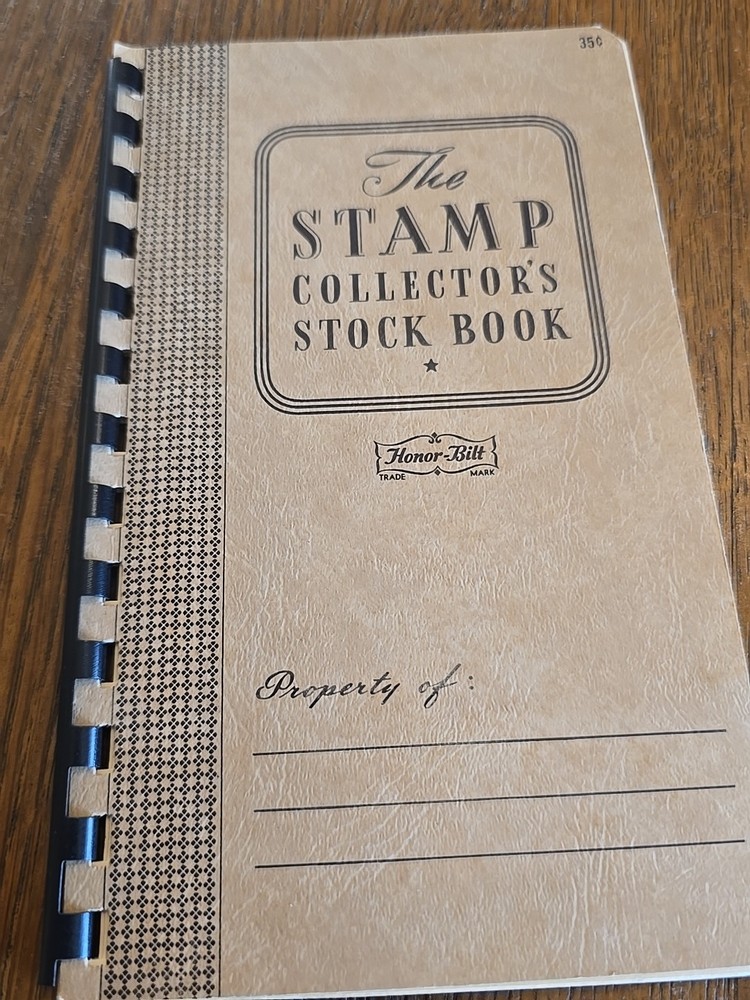 35¢
The
STAMP
COLLECTOR'S
STOCK BOOK
Honor-Bilt
TRADE MARK
Property of :